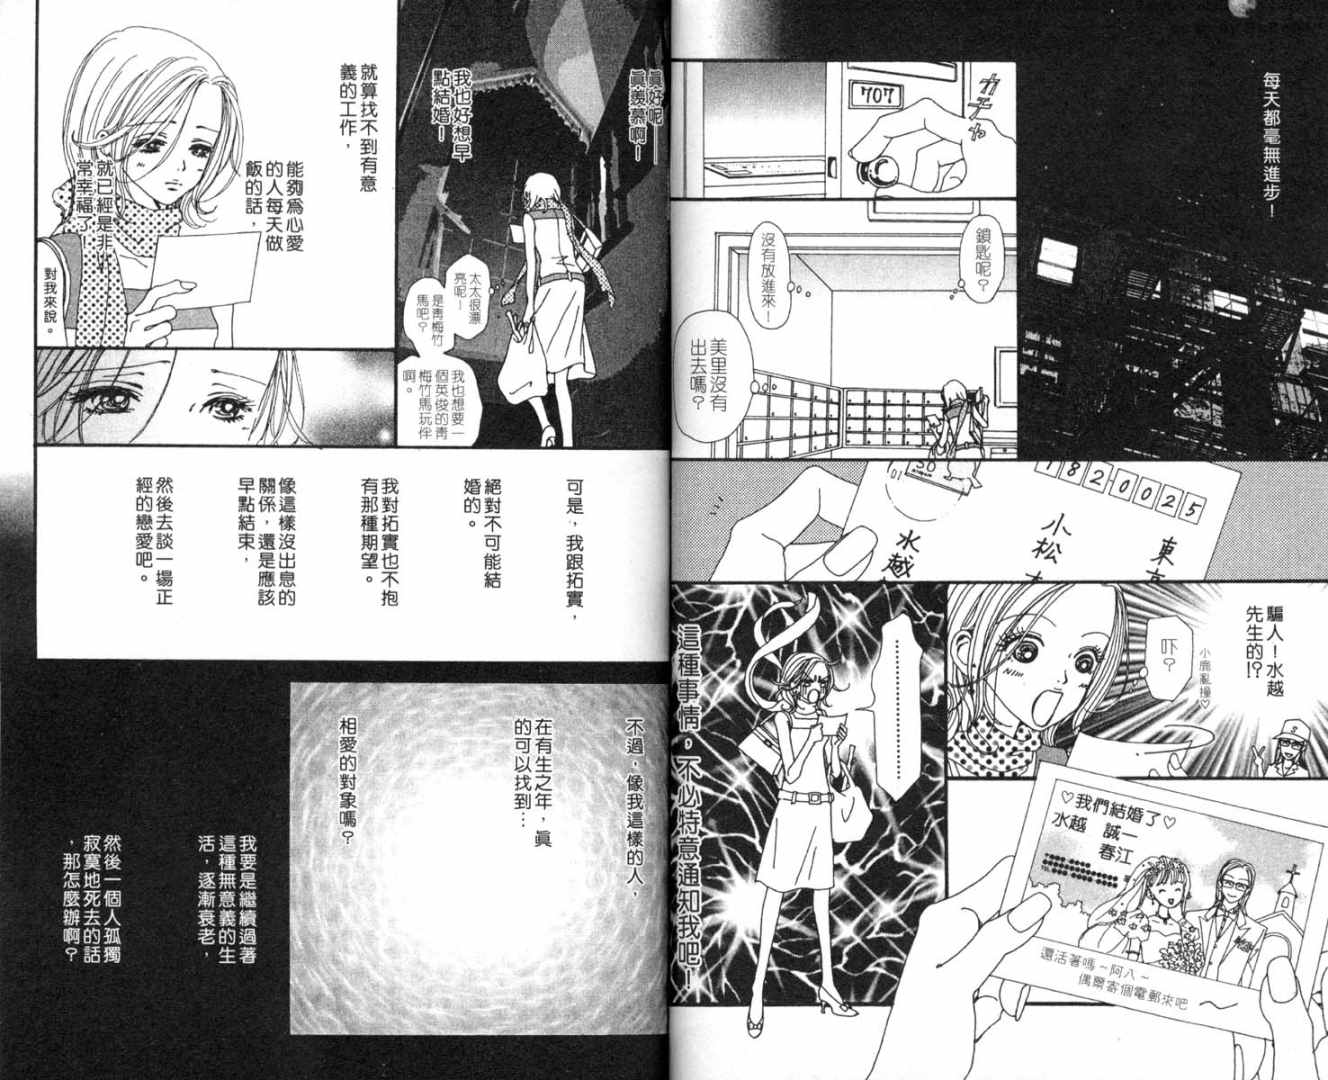 每天都毫無進步！
707
カチャ
鎖匙呢？
沒有放進來！
美里沒有
出去嗎？
50
01
1820025
東京
小松
水越
騙人！水越
先生的!?
小鹿亂撞♡
吓？
…………………
這種事情，不必特意通知我吧！
♡我們結婚了♡
水越 誠一
春江
還活著嗎～阿八～
偶爾寄個電郵來吧
真好呢——
真羨慕啊！
我也好想早
點結婚！
太太很漂
亮呢！
是青梅竹
馬吧？
我也想要一
個英俊的青
梅竹馬玩伴
啊。
就算找不到有意
義的工作，
能夠為心愛
的人每天做
飯的話，
就已經是非
常幸福了！
對我來說。
可是，我跟拓實，
絕對不可能結
婚的。
我對拓實也不抱
有那種期望。
像這樣沒出息的
關係，還是應該
早點結束，
然後去談一場正
經的戀愛吧。
不過，像我這樣的人，
在有生之年，真
的可以找到…
相愛的對象嗎？
我要是繼續過著
這種無意義的生
活，逐漸衰老，
然後一個人孤獨
寂寞地死去的話
，那怎麼辦啊？